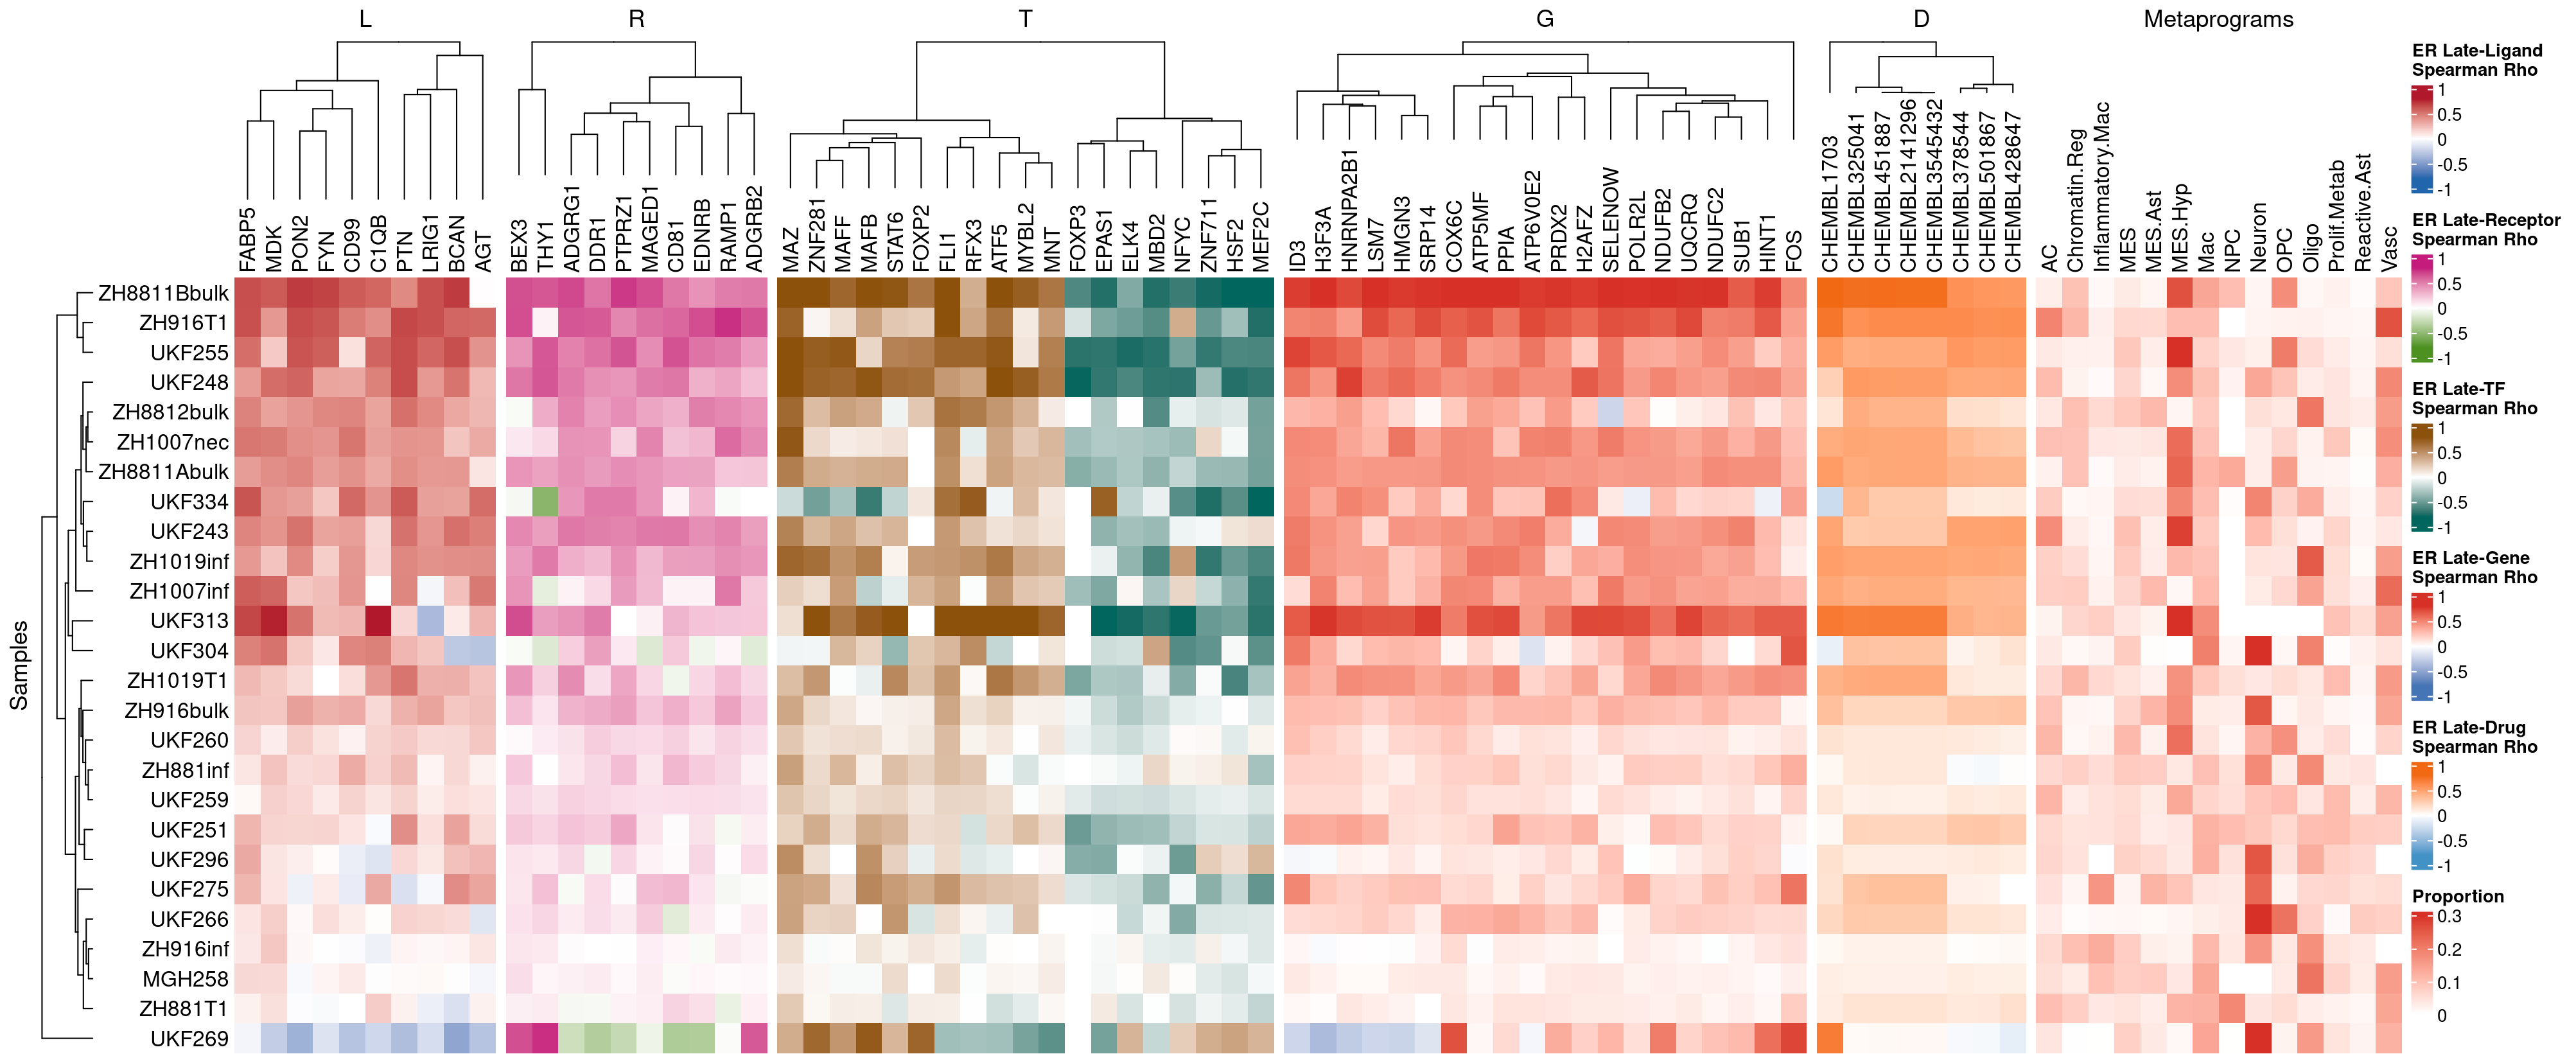 L R T G D Metaprograms
FABP5 MDK PON2 FYN CD99 C1QB PTN LRIG1 BCAN AGT
BEX3 THY1 ADGRG1 DDR1 PTPRZ1 MAGED1 CD81 EDNRB RAMP1 ADGRB2
MAZ ZNF281 MAFF MAFB STAT6 FOXP2 FLI1 RFX3 ATF5 MYBL2 MNT FOXP3 EPAS1 ELK4 MBD2 NFYC ZNF711 HSF2 MEF2C
ID3 H3F3A HNRNPA2B1 LSM7 HMGN3 SRP14 COX6C ATP5MF PPIA ATP6V0E2 PRDX2 H2AFZ SELENOW POLR2L NDUFB2 UQCRQ NDUFC2 SUB1 HINT1 FOS
CHEMBL1703 CHEMBL325041 CHEMBL451887 CHEMBL2141296 CHEMBL3545432 CHEMBL378544 CHEMBL501867 CHEMBL428647
AC Chromatin.Reg Inflammatory.Mac MES MES.Ast MES.Hyp Mac NPC Neuron OPC Oligo Prolif.Metab Reactive.Ast Vasc
Samples
ZH8811Bbulk
ZH916T1
UKF255
UKF248
ZH8812bulk
ZH1007nec
ZH8811Abulk
UKF334
UKF243
ZH1019inf
ZH1007inf
UKF313
UKF304
ZH1019T1
ZH916bulk
UKF260
ZH881inf
UKF259
UKF251
UKF296
UKF275
UKF266
ZH916inf
MGH258
ZH881T1
UKF269
ER Late-Ligand
Spearman Rho
1
0.5
0
-0.5
-1
ER Late-Receptor
Spearman Rho
1
0.5
0
-0.5
-1
ER Late-TF
Spearman Rho
1
0.5
0
-0.5
-1
ER Late-Gene
Spearman Rho
1
0.5
0
-0.5
-1
ER Late-Drug
Spearman Rho
1
0.5
0
-0.5
-1
Proportion
0.3
0.2
0.1
0